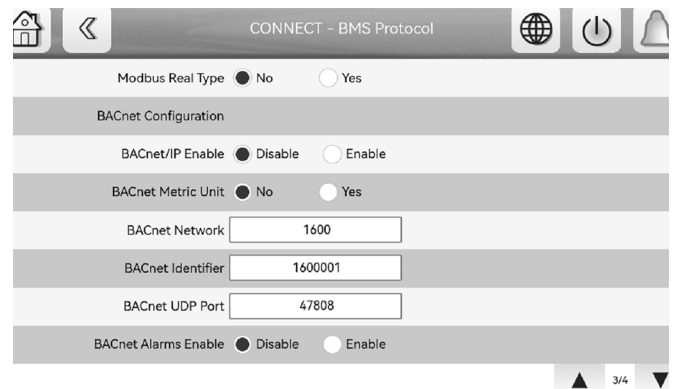 CONNECT - BMS Protocol
Modbus Real Type No Yes
BACnet Configuration
BACnet/IP Enable Disable Enable
BACnet Metric Unit No Yes
BACnet Network 1600
BACnet Identifier 1600001
BACnet UDP Port 47808
BACnet Alarms Enable Disable Enable
3/4